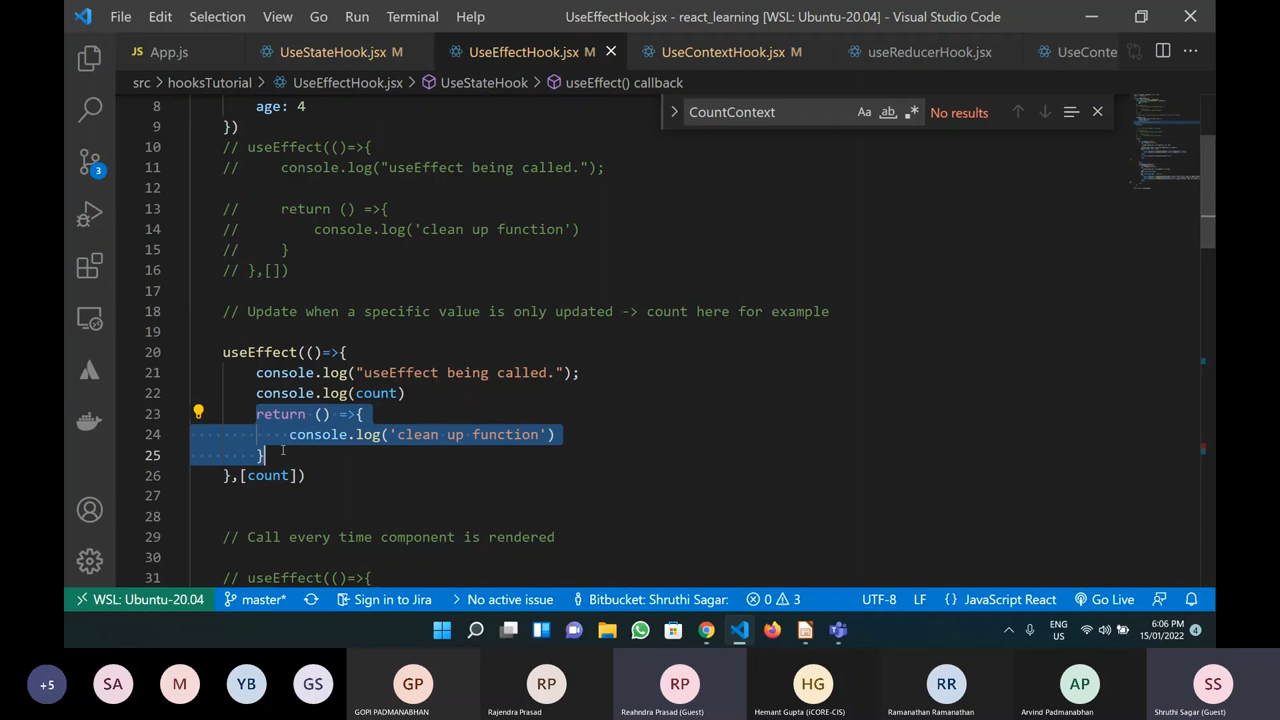 File Edit Selection View Go Run Terminal Help UseEffectHook.jsx - react_learning [WSL: Ubuntu-20.04] - Visual Studio Code
JS App.js UseStateHook.jsx M UseEffectHook.jsx M UseContextHook.jsx M useReducerHook.jsx UseConte
src > hooksTutorial > UseEffectHook.jsx > UseStateHook > useEffect() callback
CountContext Aa ab No results
8 age: 4
9 })
10 // useEffect(()=>{
11 // console.log("useEffect being called.");
12
13 // return () =>{
14 // console.log('clean up function')
15 // }
16 // },[])
17
18 // Update when a specific value is only updated -> count here for example
19
20 useEffect(()=>{
21 console.log("useEffect being called.");
22 console.log(count)
23 return () =>{
24 console.log('clean up function')
25 }
26 },[count])
27
28
29 // Call every time component is rendered
30
31 // useEffect(()=>{
3
WSL: Ubuntu-20.04 master* Sign in to Jira No active issue Bitbucket: Shruthi Sagar: 0 3 UTF-8 LF {} JavaScript React Go Live
ENG US 6:06 PM 15/01/2022 4
+5 SA M YB GS GP RP RP HG RR AP SS
GOPI PADMANABHAN Rajendra Prasad Reahndra Prasad (Guest) Hemant Gupta (iCORE-CIS) Ramanathan Ramanathan Arvind Padmanabhan Shruthi Sagar (Guest)